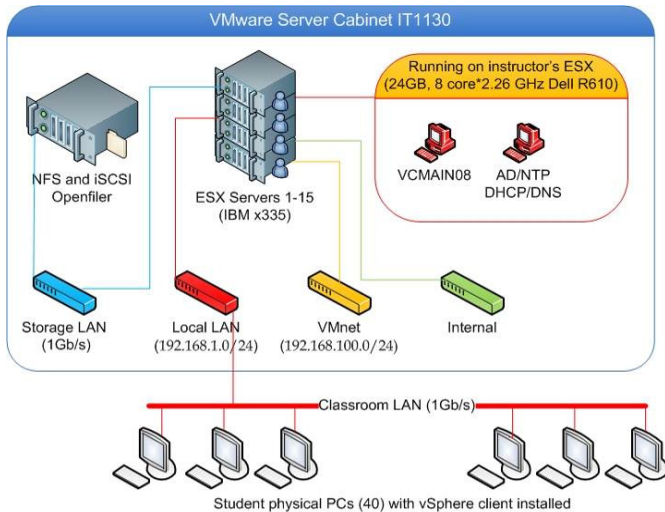 VMware Server Cabinet IT1130
Running on instructor's ESX
(24GB, 8 core*2.26 GHz Dell R610)
VCMAIN08
AD/NTP
DHCP/DNS
NFS and iSCSI
Openfiler
ESX Servers 1-15
(IBM x335)
Storage LAN
(1Gb/s)
Local LAN
(192.168.1.0/24)
VMnet
(192.168.100.0/24)
Internal
Classroom LAN (1Gb/s)
Student physical PCs (40) with vSphere client installed